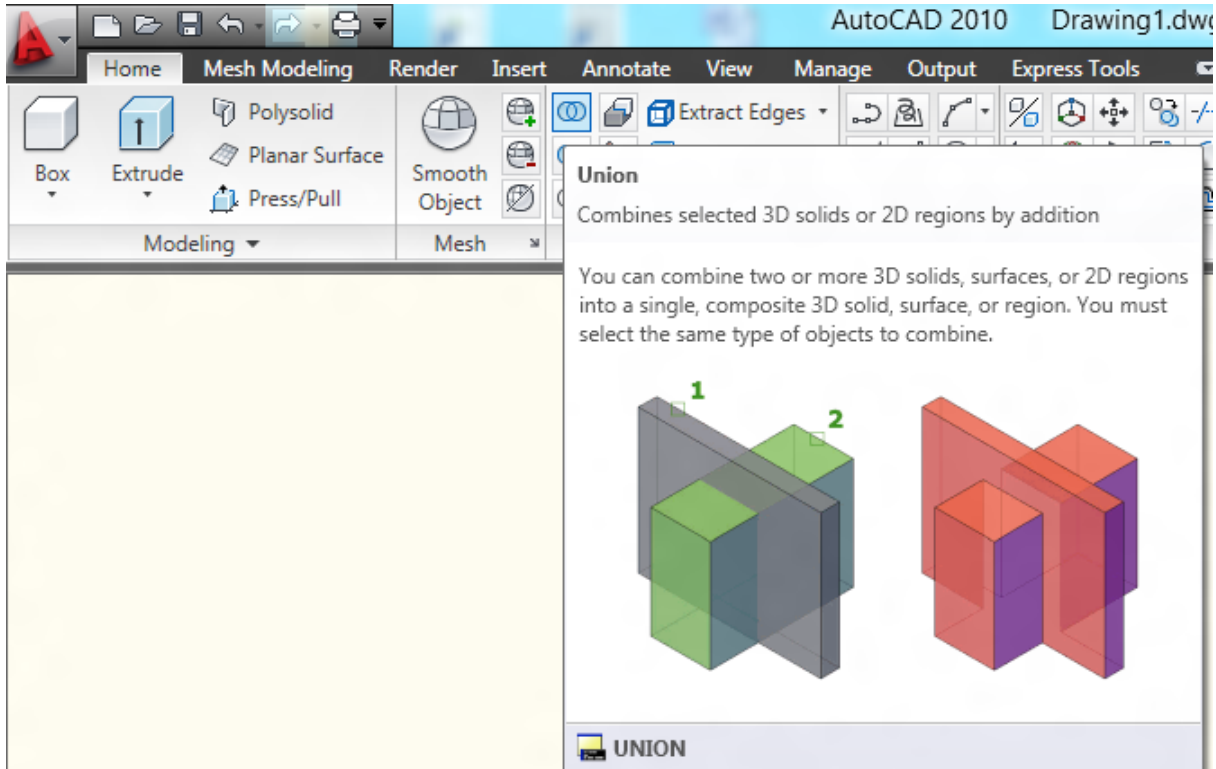 AutoCAD 2010 Drawing1.dwg
Home Mesh Modeling Render Insert Annotate View Manage Output Express Tools
Polysolid
Planar Surface
Press/Pull
Box
Extrude
Modeling
Smooth
Object
Mesh
Extract Edges
Union
Combines selected 3D solids or 2D regions by addition
You can combine two or more 3D solids, surfaces, or 2D regions
into a single, composite 3D solid, surface, or region. You must
select the same type of objects to combine.
1
2
UNION